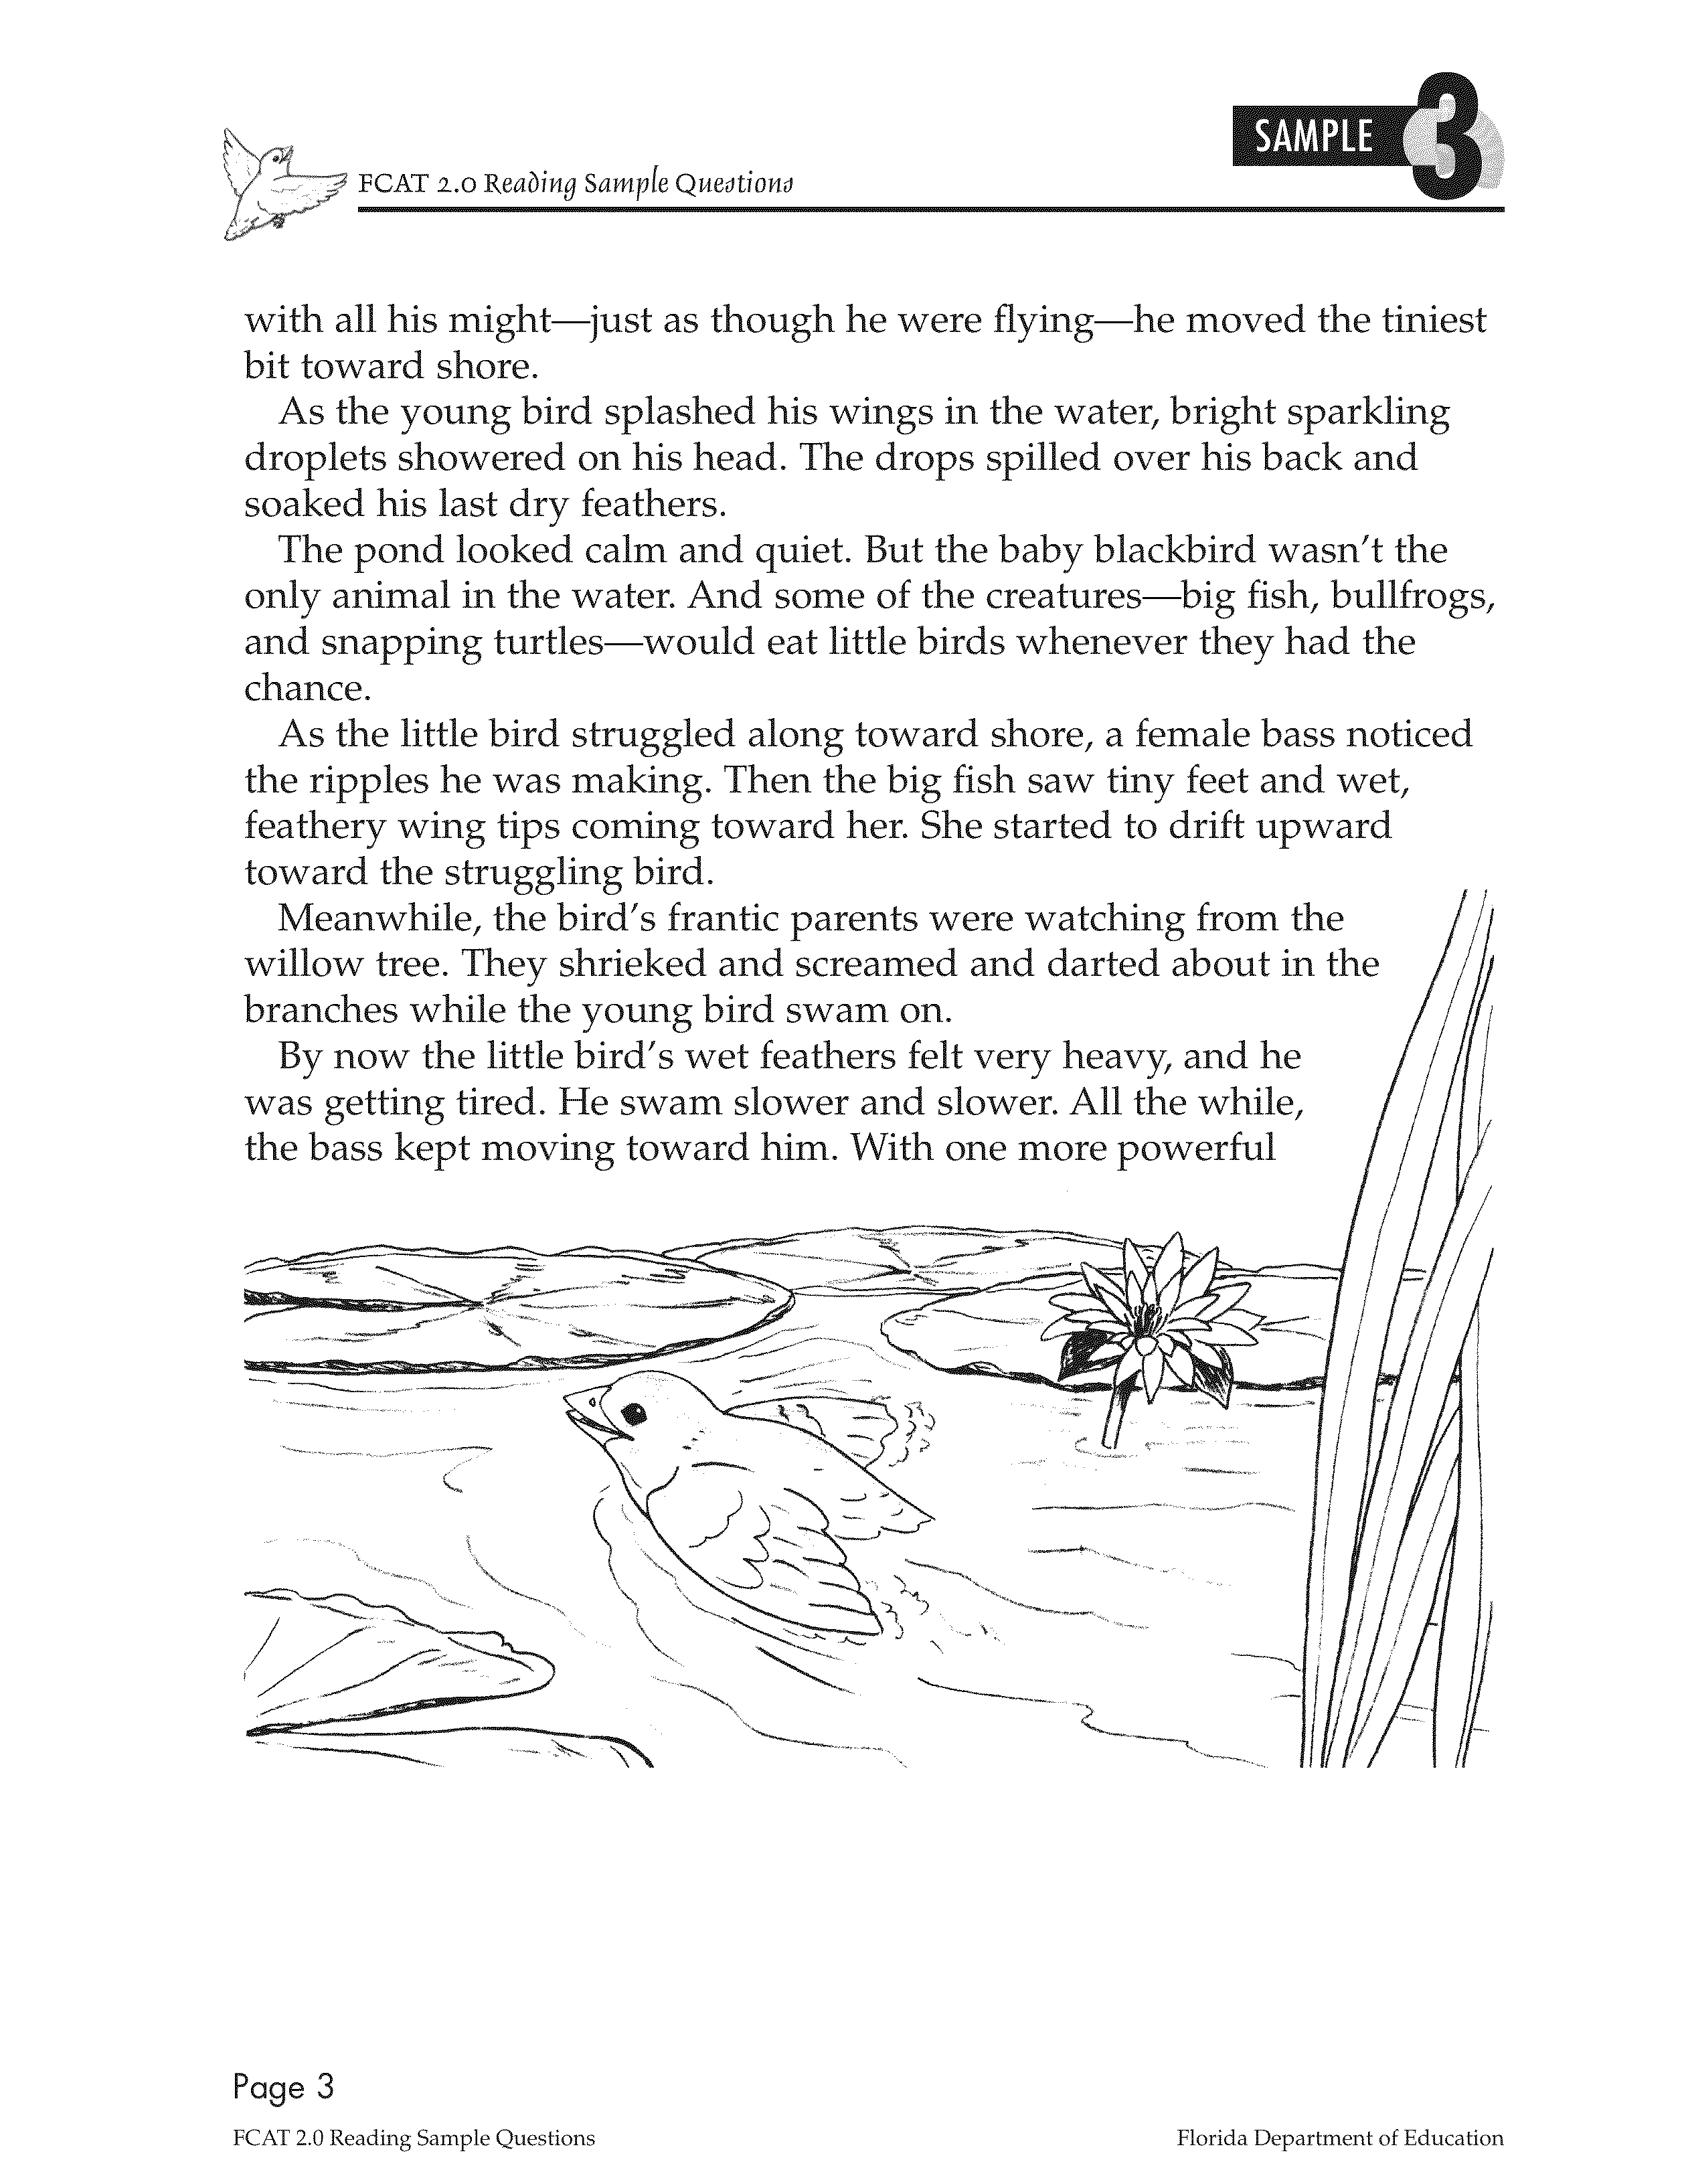 SAMPLE 3
FCAT 2.0 Reading Sample Questions
with all his might—just as though he were flying—he moved the tiniest
bit toward shore.
As the young bird splashed his wings in the water, bright sparkling
droplets showered on his head. The drops spilled over his back and
soaked his last dry feathers.
The pond looked calm and quiet. But the baby blackbird wasn't the
only animal in the water. And some of the creatures—big fish, bullfrogs,
and snapping turtles—would eat little birds whenever they had the
chance.
As the little bird struggled along toward shore, a female bass noticed
the ripples he was making. Then the big fish saw tiny feet and wet,
feathery wing tips coming toward her. She started to drift upward
toward the struggling bird.
Meanwhile, the bird's frantic parents were watching from the
willow tree. They shrieked and screamed and darted about in the
branches while the young bird swam on.
By now the little bird's wet feathers felt very heavy, and he
was getting tired. He swam slower and slower. All the while,
the bass kept moving toward him. With one more powerful
Page 3
FCAT 2.0 Reading Sample Questions
Florida Department of Education